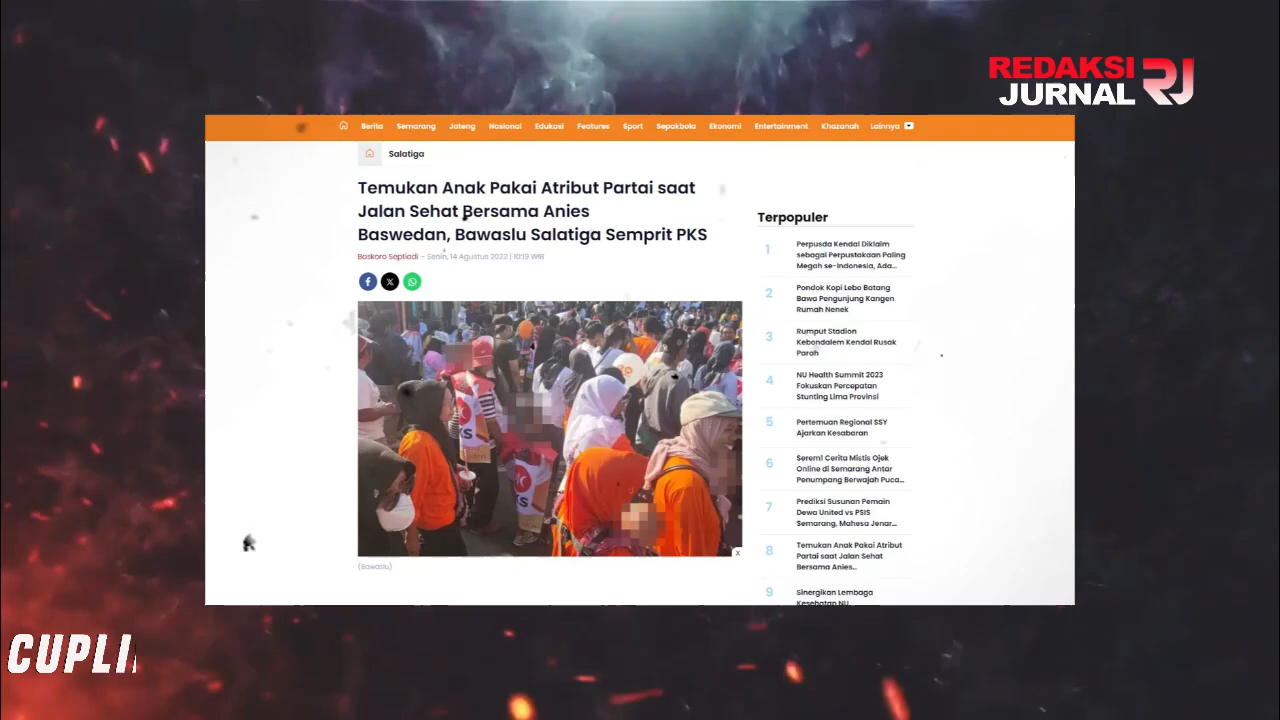 REDAKSI
JURNAL
RJ
Berita Semarang Jateng Nasional Edukasi Features Sport Sepakbola Ekonomi Entertainment Khazanah Lainnya
Salatiga
Temukan Anak Pakai Atribut Partai saat
Jalan Sehat Bersama Anies
Baswedan, Bawaslu Salatiga Semprit PKS
Baskoro Septiadi - Senin, 14 Agustus 2023 | 10:19 WIB
(Bawaslu)
X
Terpopuler
1
Perpusda Kendal Diklaim
sebagai Perpustakaan Paling
Megah se-Indonesia, Ada...
2
Pondok Kopi Lebo Batang
Bawa Pengunjung Kangen
Rumah Nenek
3
Rumput Stadion
Kebondalem Kendal Rusak
Parah
4
NU Health Summit 2023
Fokuskan Percepatan
Stunting Lima Provinsi
5
Pertemuan Regional SSY
Ajarkan Kesabaran
6
Serem! Cerita Mistis Ojek
Online di Semarang Antar
Penumpang Berwajah Puca...
7
Prediksi Susunan Pemain
Dewa United vs PSIS
Semarang, Mahesa Jenar...
8
Temukan Anak Pakai Atribut
Partai saat Jalan Sehat
Bersama Anies...
9
Sinergikan Lembaga
Kesehatan NU,
CUPLI